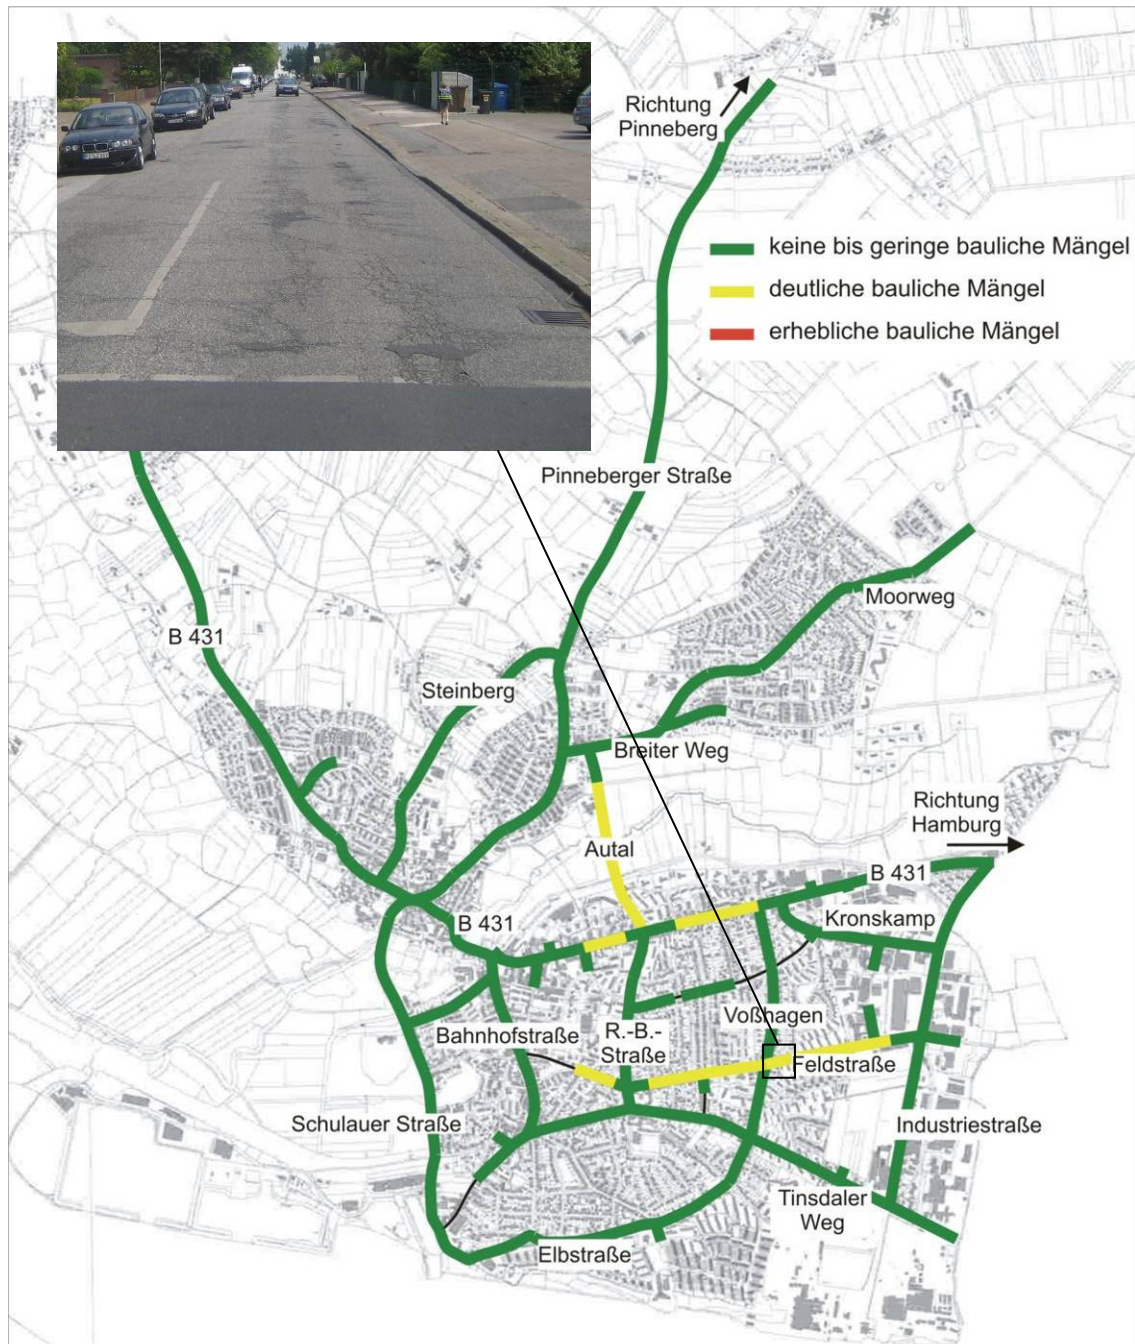 Richtung
Pinneberg
keine bis geringe bauliche Mängel
deutliche bauliche Mängel
erhebliche bauliche Mängel
Pinneberger Straße
Moorweg
B 431
Steinberg
Breiter Weg
Richtung
Hamburg
Autal
B 431
Kronskamp
B 431
Voßhagen
R.-B.-
Straße
Bahnhofstraße
Feldstraße
Schulauer Straße
Industriestraße
Tinsdaler
Weg
Elbstraße